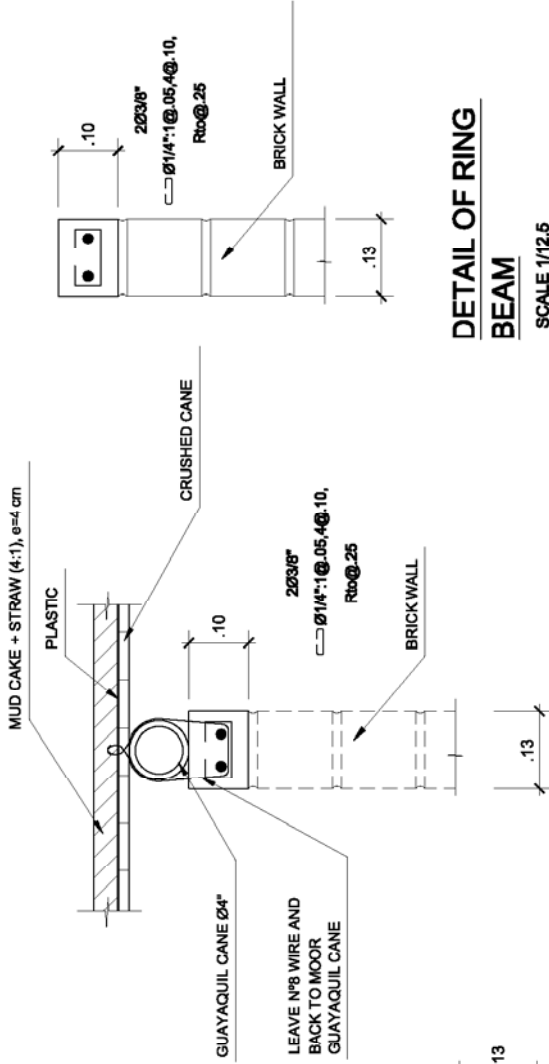 MUD CAKE + STRAW (4:1), e=4 cm
PLASTIC
CRUSHED CANE
GUAYAQUIL CANE Ø4"
LEAVE Nº8 WIRE AND
BACK TO MOOR
GUAYAQUIL CANE
.10
2Ø3/8"
Ø1/4":1@.05,4@.10,
Rto@.25
BRICK WALL
.13
.10
2Ø3/8"
Ø1/4":1@.05,4@.10,
Rto@.25
BRICK WALL
.13
DETAIL OF RING
BEAM
SCALE 1/12.5
13